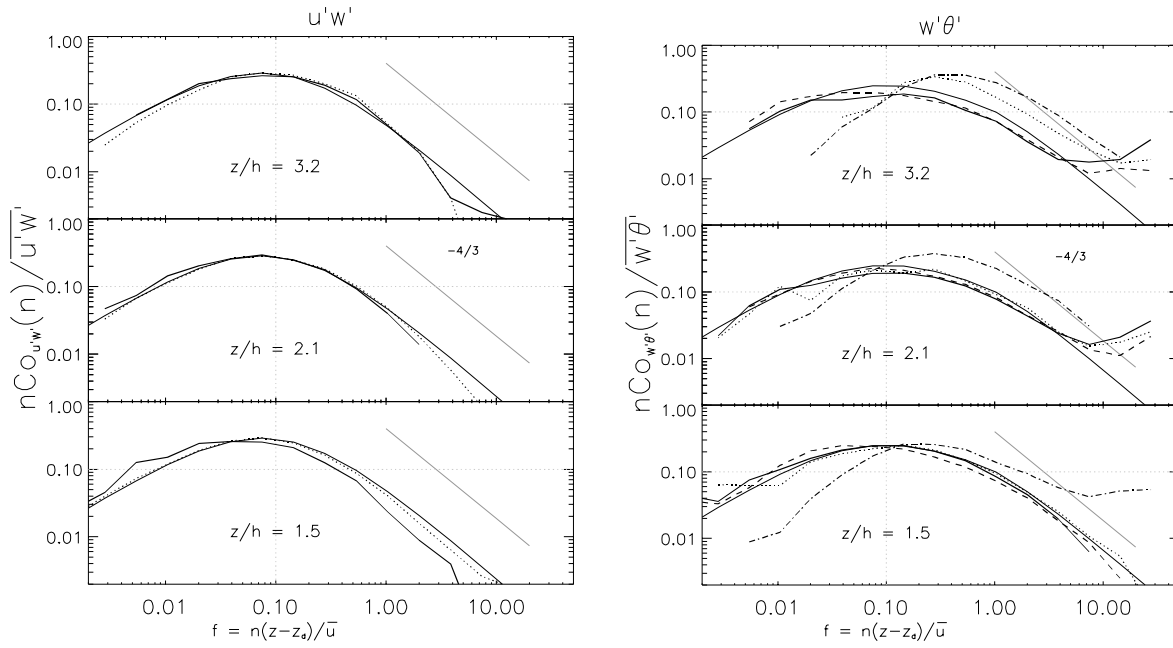 u'w'
1.00
0.10
0.01
z/h = 3.2
1.00
0.10
0.01
-4/3
z/h = 2.1
1.00
0.10
0.01
z/h = 1.5
nCo_{u'w'}(n)/\overline{u'w'}
0.01 0.10 1.00 10.00
f = n(z-z_d)/\overline{u}
w'θ'
1.00
0.10
0.01
z/h = 3.2
1.00
0.10
0.01
-4/3
z/h = 2.1
1.00
0.10
0.01
z/h = 1.5
nCo_{w'θ'}(n)/\overline{w'θ'}
0.01 0.10 1.00 10.00
f = n(z-z_d)/\overline{u}